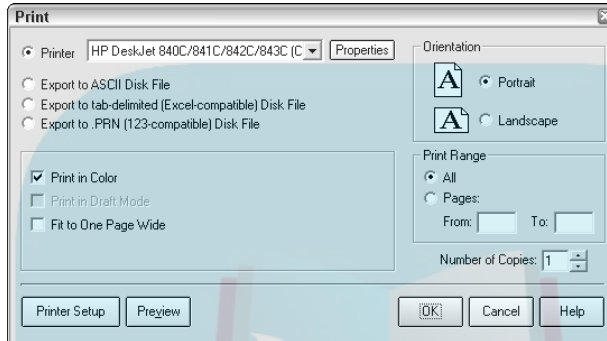 Print
Printer
HP DeskJet 840C/841C/842C/843C (C
Properties
Export to ASCII Disk File
Export to tab-delimited (Excel-compatible) Disk File
Export to .PRN (123-compatible) Disk File
Orientation
A
Portrait
A
Landscape
Print in Color
Print in Draft Mode
Fit to One Page Wide
Print Range
All
Pages:
From:
To:
Number of Copies: 1
Printer Setup
Preview
OK
Cancel
Help